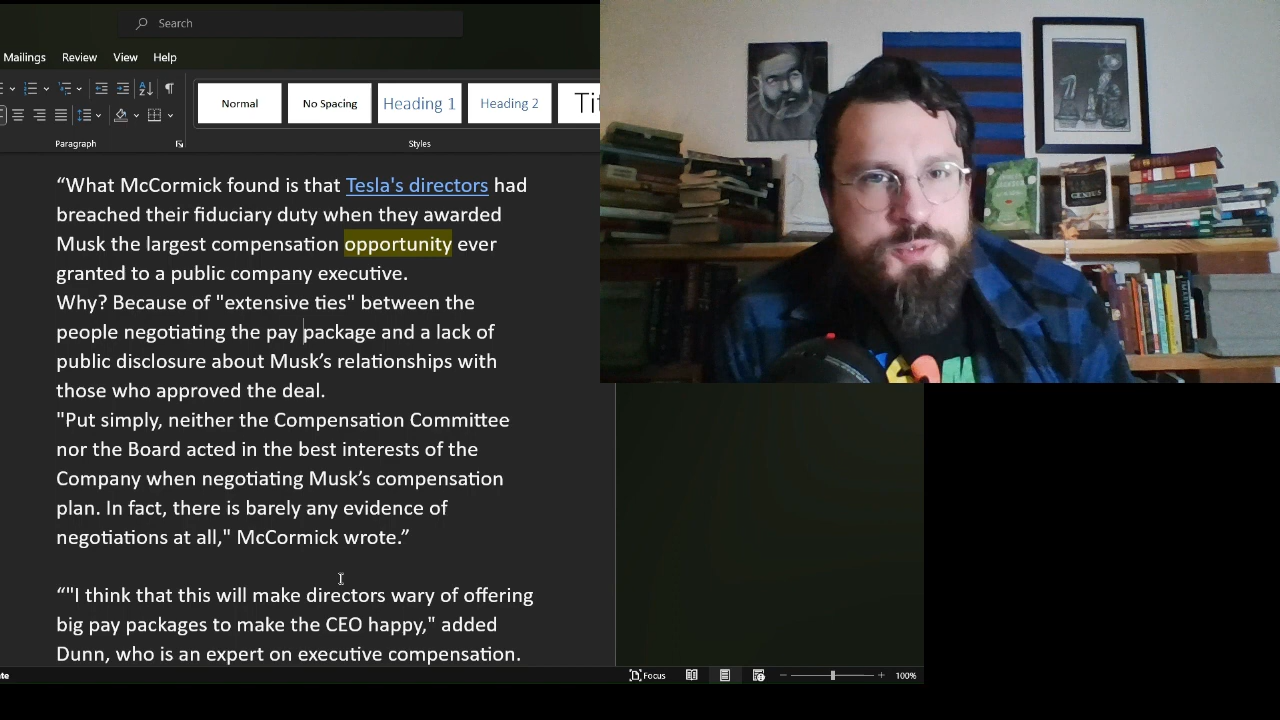 Search
Mailings Review View Help
Normal
No Spacing
Heading 1
Heading 2
Tit
Paragraph
Styles
“What McCormick found is that Tesla's directors had
breached their fiduciary duty when they awarded
Musk the largest compensation opportunity ever
granted to a public company executive.
Why? Because of "extensive ties" between the
people negotiating the pay package and a lack of
public disclosure about Musk’s relationships with
those who approved the deal.
"Put simply, neither the Compensation Committee
nor the Board acted in the best interests of the
Company when negotiating Musk’s compensation
plan. In fact, there is barely any evidence of
negotiations at all," McCormick wrote.”
“"I think that this will make directors wary of offering
big pay packages to make the CEO happy," added
Dunn, who is an expert on executive compensation.
Focus
100%
GENIUS